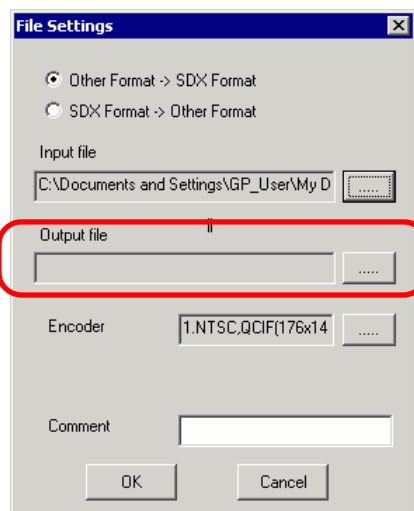 File Settings
Other Format -> SDX Format
SDX Format -> Other Format
Input file
C:\Documents and Settings\GP_User\My D
.....
Output file
.....
Encoder
1.NTSC,QCIF(176x14
.....
Comment
OK
Cancel